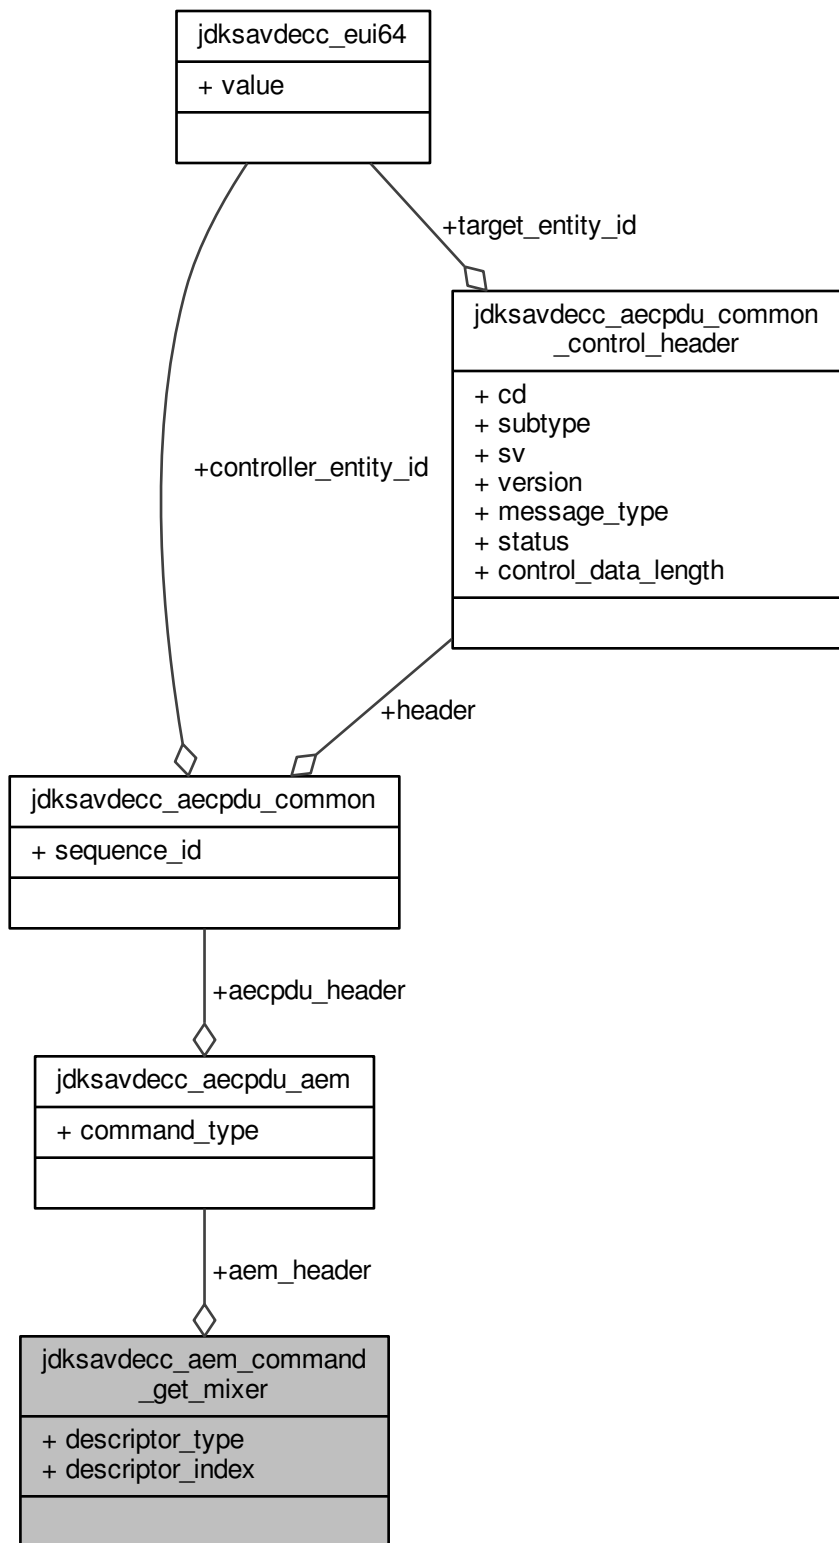 jdksavdecc_eui64
+ value
+target_entity_id
jdksavdecc_aecpdu_common
_control_header
+ cd
+ subtype
+ sv
+ version
+ message_type
+ status
+ control_data_length
+controller_entity_id
+header
jdksavdecc_aecpdu_common
+ sequence_id
+aecpdu_header
jdksavdecc_aecpdu_aem
+ command_type
+aem_header
jdksavdecc_aem_command
_get_mixer
+ descriptor_type
+ descriptor_index